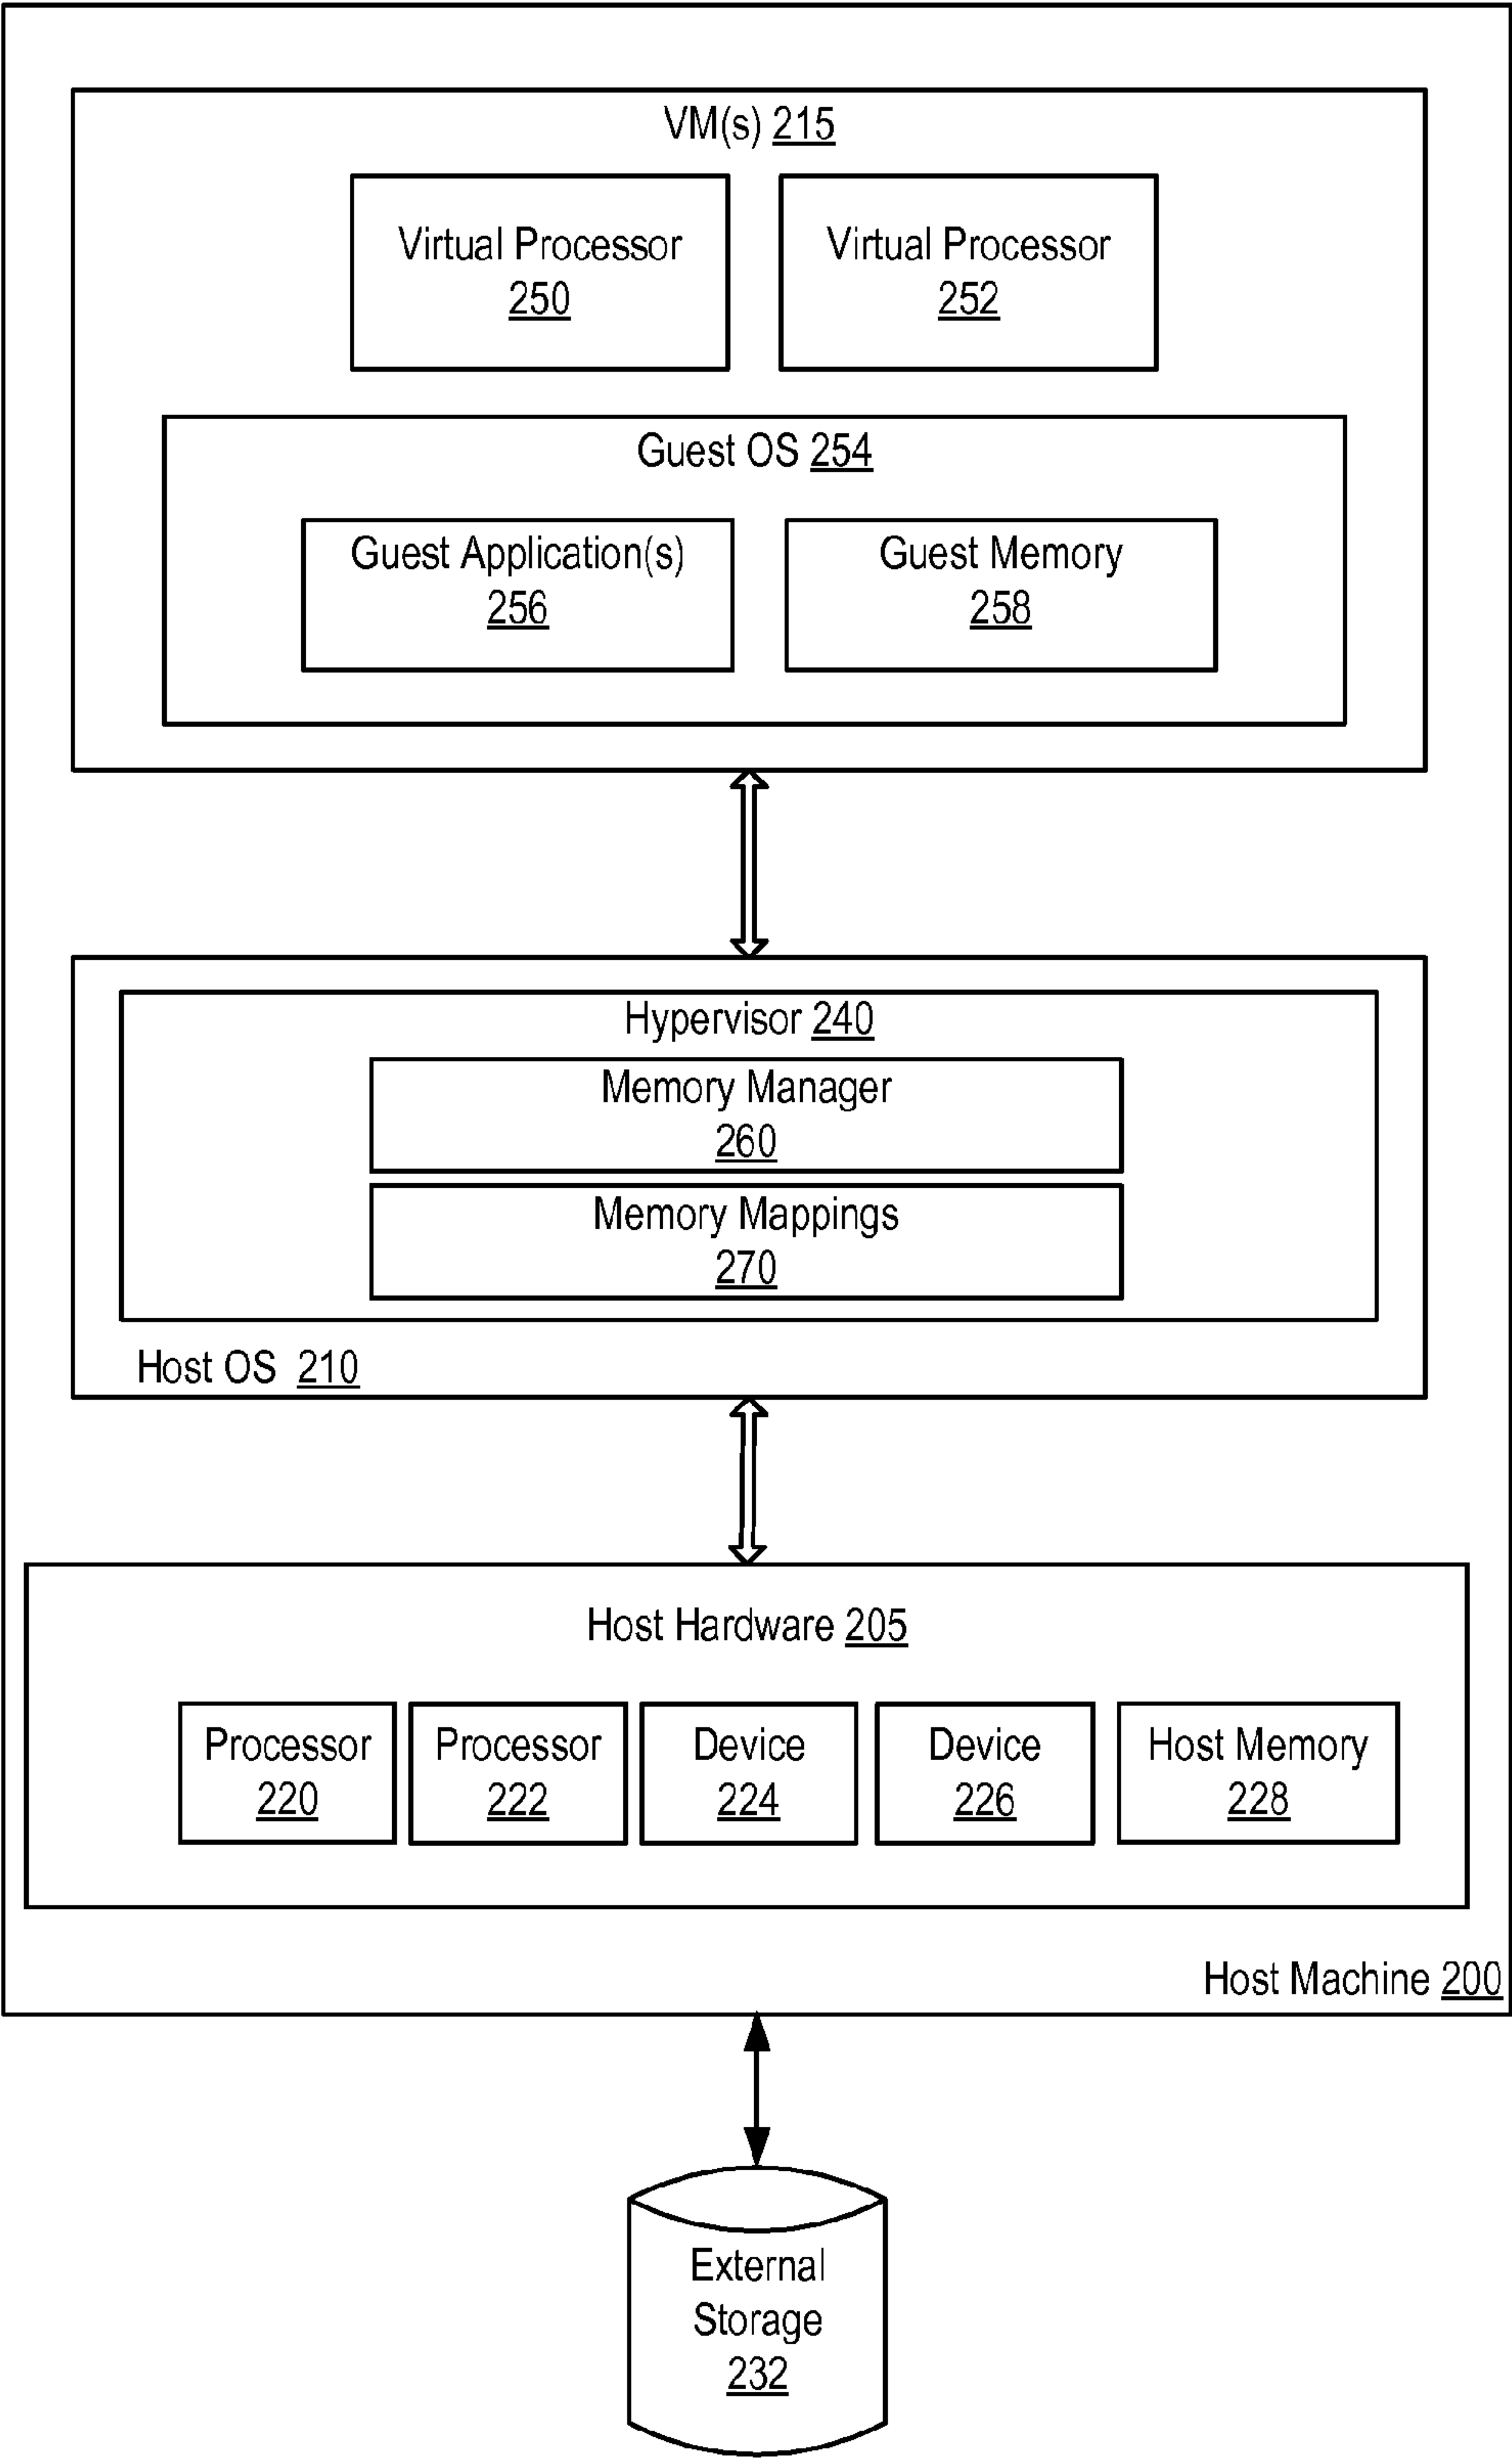 VM(s) 215
Virtual Processor
250
Virtual Processor
252
Guest OS 254
Guest Application(s)
256
Guest Memory
258
Hypervisor 240
Memory Manager
260
Memory Mappings
270
Host OS 210
Host Hardware 205
Processor
220
Processor
222
Device
224
Device
226
Host Memory
228
Host Machine 200
External
Storage
232